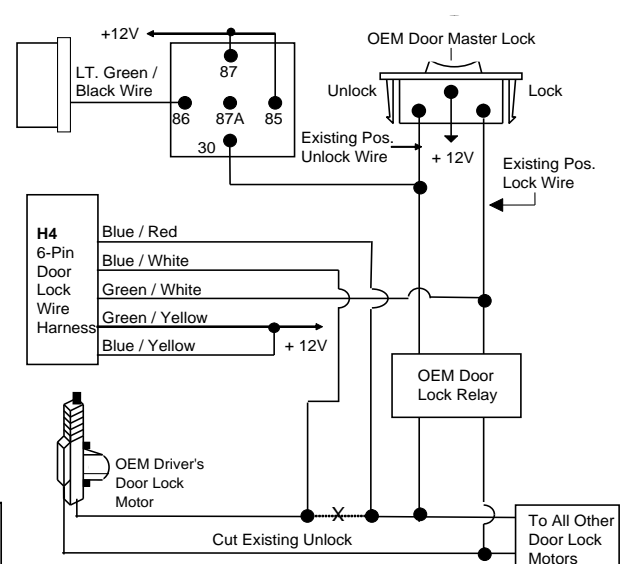 +12V
OEM Door Master Lock
LT. Green /
Black Wire
87
86
87A
85
30
Unlock
Lock
+ 12V
Existing Pos.
Unlock Wire
Existing Pos.
Lock Wire
H4
6-Pin
Door
Lock
Wire
Harness
Blue / Red
Blue / White
Green / White
Green / Yellow
Blue / Yellow
+ 12V
OEM Door
Lock Relay
OEM Driver's
Door Lock
Motor
X
Cut Existing Unlock
To All Other
Door Lock
Motors